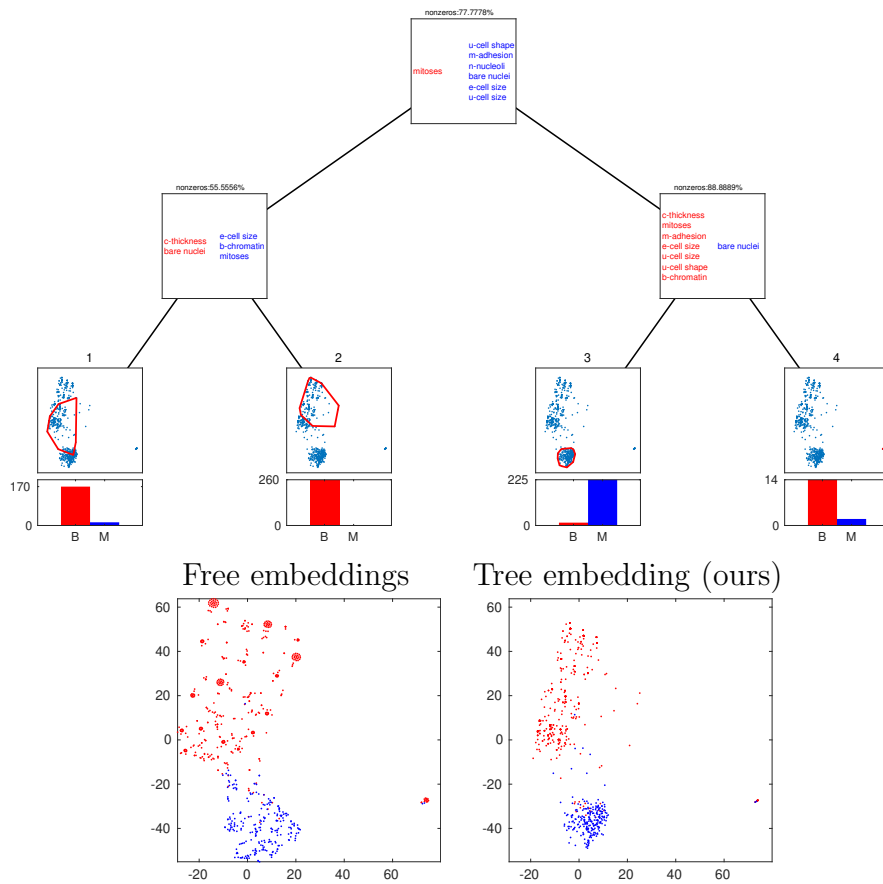 nonzeros:77.7778%
mitoses
u-cell shape
m-adhesion
n-nucleoli
bare nuclei
e-cell size
u-cell size
nonzeros:55.5556%
c-thickness
bare nuclei
e-cell size
b-chromatin
mitoses
nonzeros:88.8889%
c-thickness
mitoses
m-adhesion
e-cell size
u-cell size
u-cell shape
b-chromatin
bare nuclei
1
2
3
4
170
0
B M
260
0
B M
225
0
B M
14
0
B M
Free embeddings
Tree embedding (ours)
60
40
20
0
-20
-40
-20 0 20 40 60
60
40
20
0
-20
-40
-20 0 20 40 60